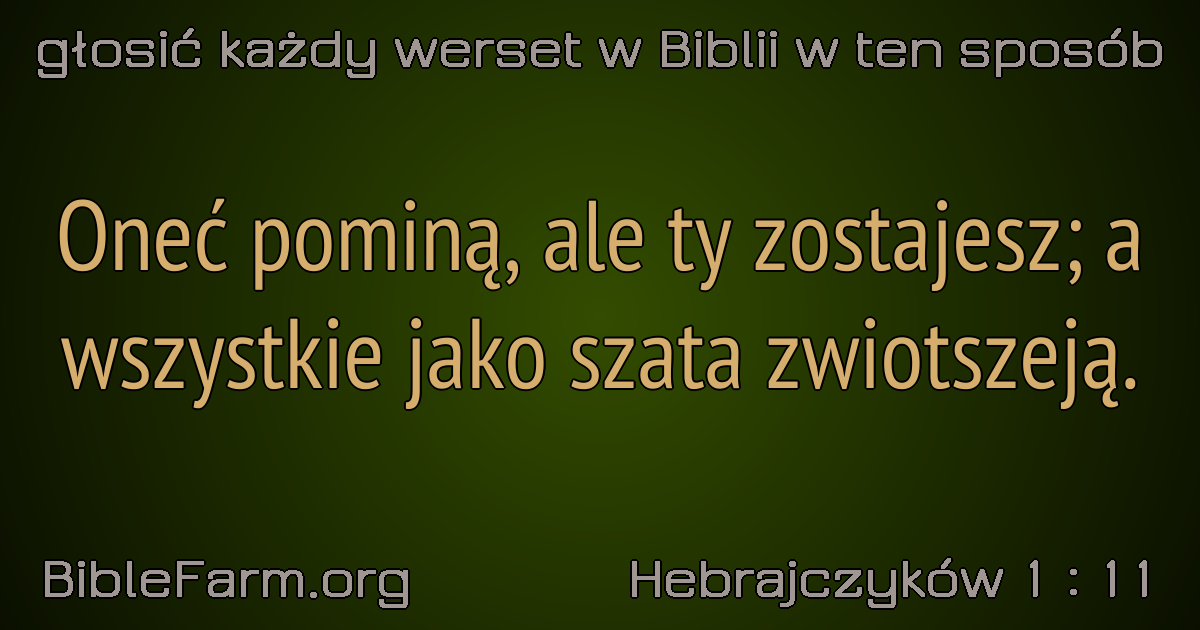 głosić każdy werset w Biblii w ten sposób
Oneć pominą, ale ty zostajesz; a
wszystkie jako szata zwiotszeją.
BibleFarm.org
Hebrajczyków 1 : 11